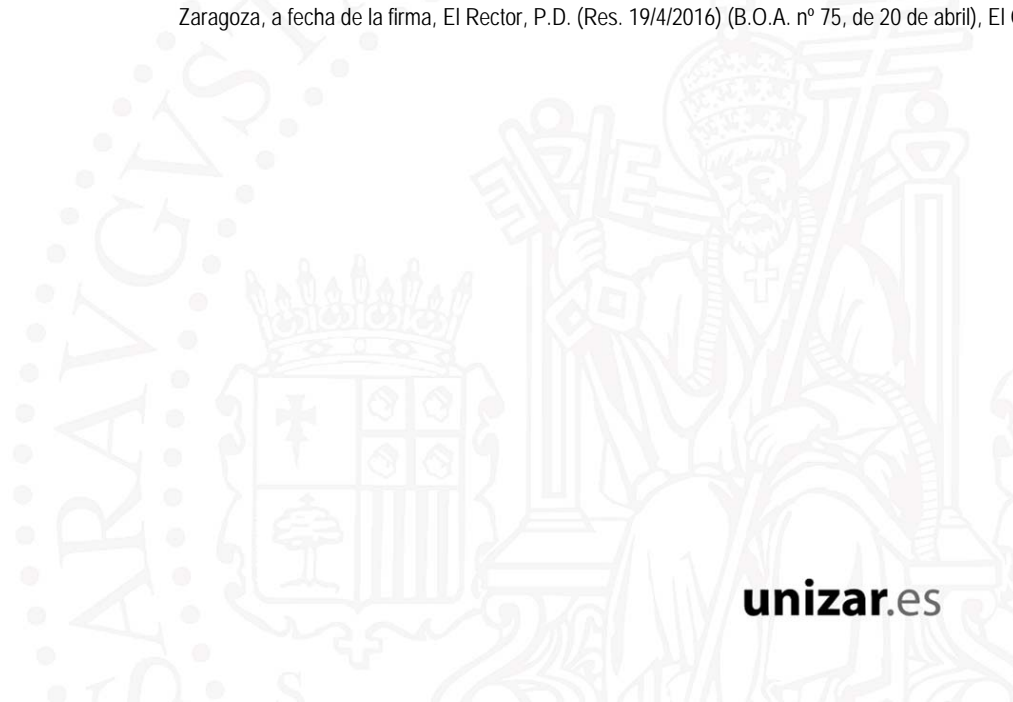 Zaragoza, a fecha de la firma, El Rector, P.D. (Res. 19/4/2016) (B.O.A. nº 75, de 20 de abril), El
ARAVGVST
S
unizar.es